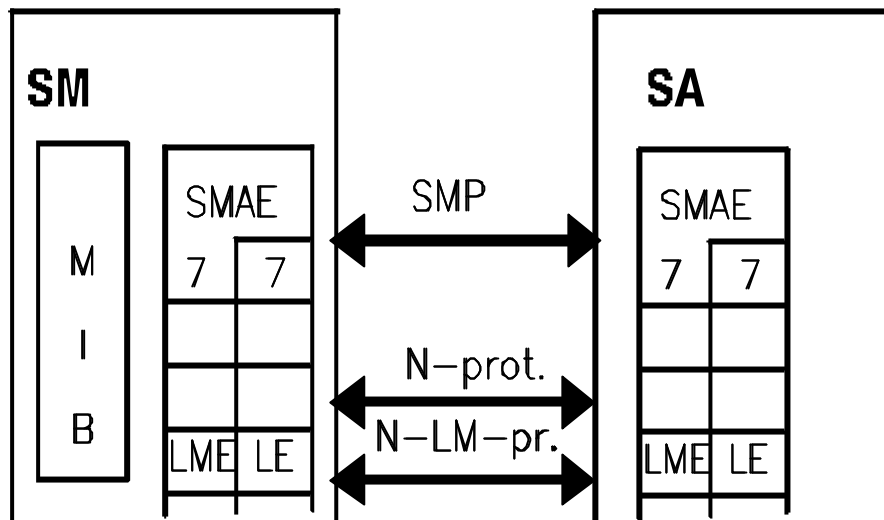 SM
SA
M
I
B
SMAE
7 7
LME LE
SMP
N-prot.
N-LM-pr.
SMAE
7 7
LME LE